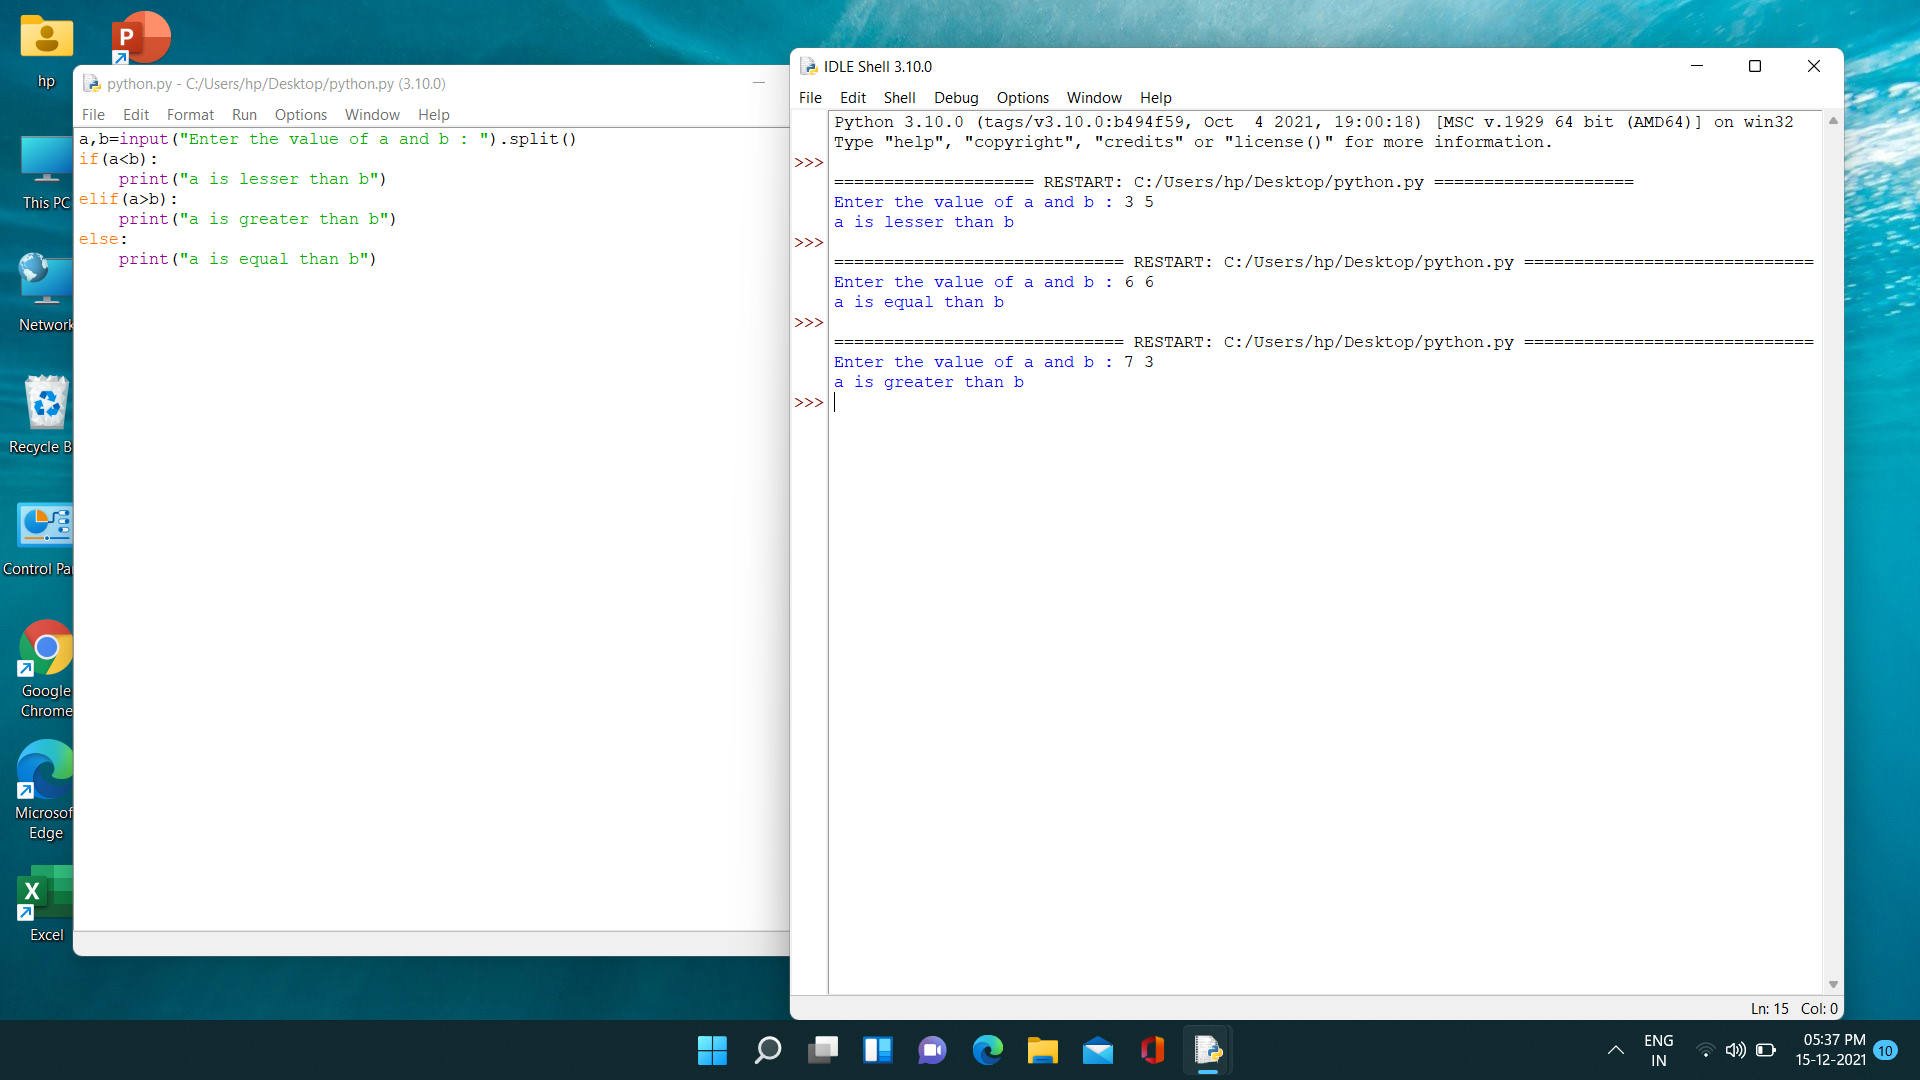 hp
This PC
Network
Recycle B
Control Pa
Google
Chrome
Microsof
Edge
Excel
python.py - C:/Users/hp/Desktop/python.py (3.10.0)
File Edit Format Run Options Window Help
a,b=input("Enter the value of a and b : ").split()
if(a<b):
    print("a is lesser than b")
elif(a>b):
    print("a is greater than b")
else:
    print("a is equal than b")
IDLE Shell 3.10.0
File Edit Shell Debug Options Window Help
Python 3.10.0 (tags/v3.10.0:b494f59, Oct  4 2021, 19:00:18) [MSC v.1929 64 bit (AMD64)] on win32
Type "help", "copyright", "credits" or "license()" for more information.
>>>
==================== RESTART: C:/Users/hp/Desktop/python.py ====================
Enter the value of a and b : 3 5
a is lesser than b
>>>
============================= RESTART: C:/Users/hp/Desktop/python.py =============================
Enter the value of a and b : 6 6
a is equal than b
>>>
============================= RESTART: C:/Users/hp/Desktop/python.py =============================
Enter the value of a and b : 7 3
a is greater than b
>>>
Ln: 15 Col: 0
ENG
IN
05:37 PM
15-12-2021
10